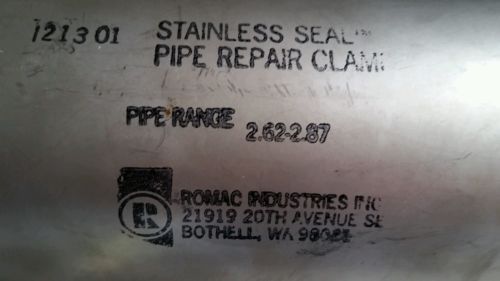 121301 STAINLESS SEAL™
PIPE REPAIR CLAM
PIPE RANGE 2.62-2.87
R
ROMAC INDUSTRIES INC
21919 20TH AVENUE SE
BOTHELL, WA